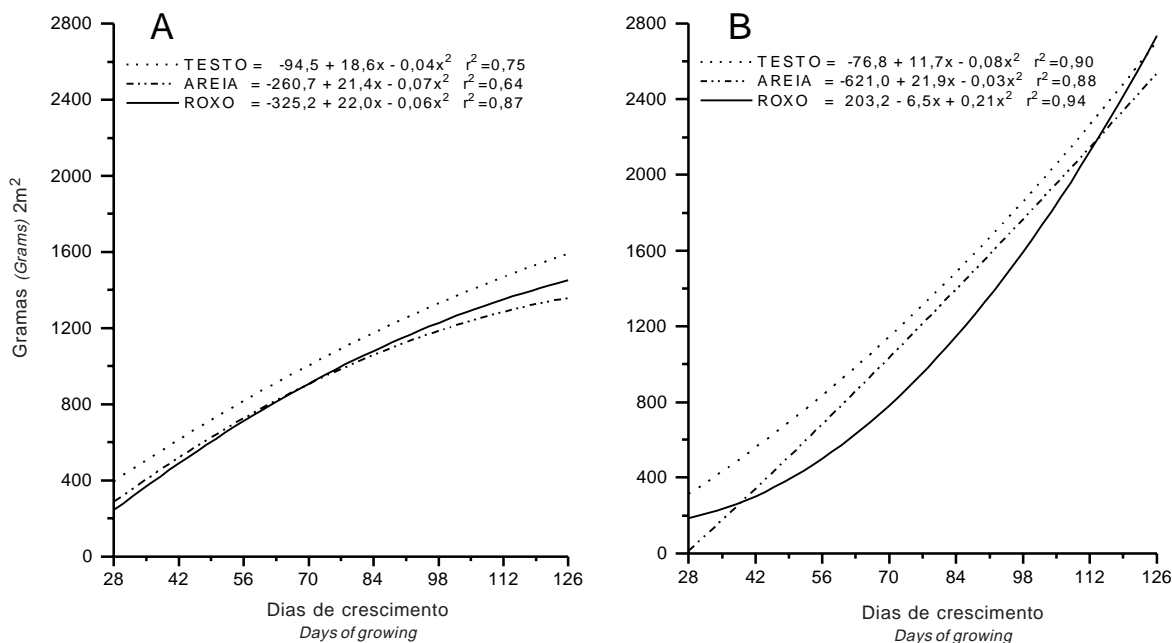 A
TESTO = -94,5 + 18,6x - 0,04x² r²=0,75
AREIA = -260,7 + 21,4x - 0,07x² r²=0,64
ROXO = -325,2 + 22,0x - 0,06x² r²=0,87
2800
2400
2000
1600
1200
800
400
0
28 42 56 70 84 98 112 126
Gramas (Grams) 2m²
Dias de crescimento
Days of growing
B
TESTO = -76,8 + 11,7x - 0,08x² r²=0,90
AREIA = -621,0 + 21,9x - 0,03x² r²=0,88
ROXO = 203,2 - 6,5x + 0,21x² r²=0,94
2800
2400
2000
1600
1200
800
400
0
28 42 56 70 84 98 112 126
Dias de crescimento
Days of growing